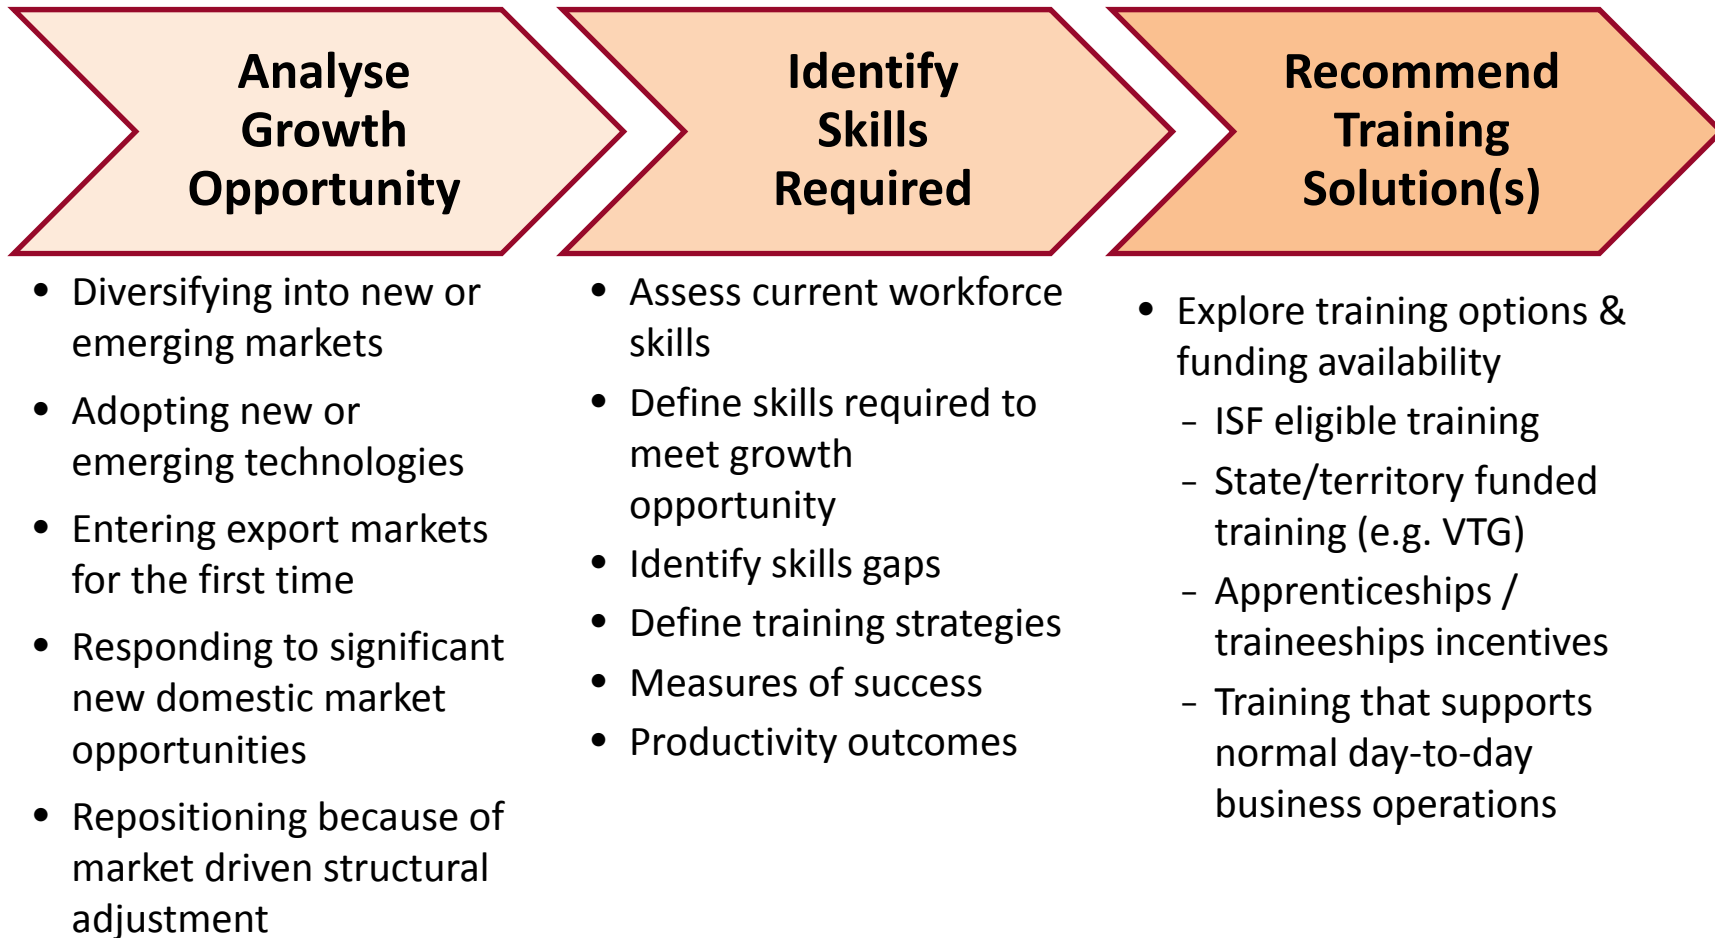 Analyse
Growth
Opportunity
• Diversifying into new or
emerging markets
• Adopting new or
emerging technologies
• Entering export markets
for the first time
• Responding to significant
new domestic market
opportunities
• Repositioning because of
market driven structural
adjustment
Identify
Skills
Required
• Assess current workforce
skills
• Define skills required to
meet growth
opportunity
• Identify skills gaps
• Define training strategies
• Measures of success
• Productivity outcomes
Recommend
Training
Solution(s)
• Explore training options &
funding availability
– ISF eligible training
– State/territory funded
training (e.g. VTG)
– Apprenticeships /
traineeships incentives
– Training that supports
normal day-to-day
business operations